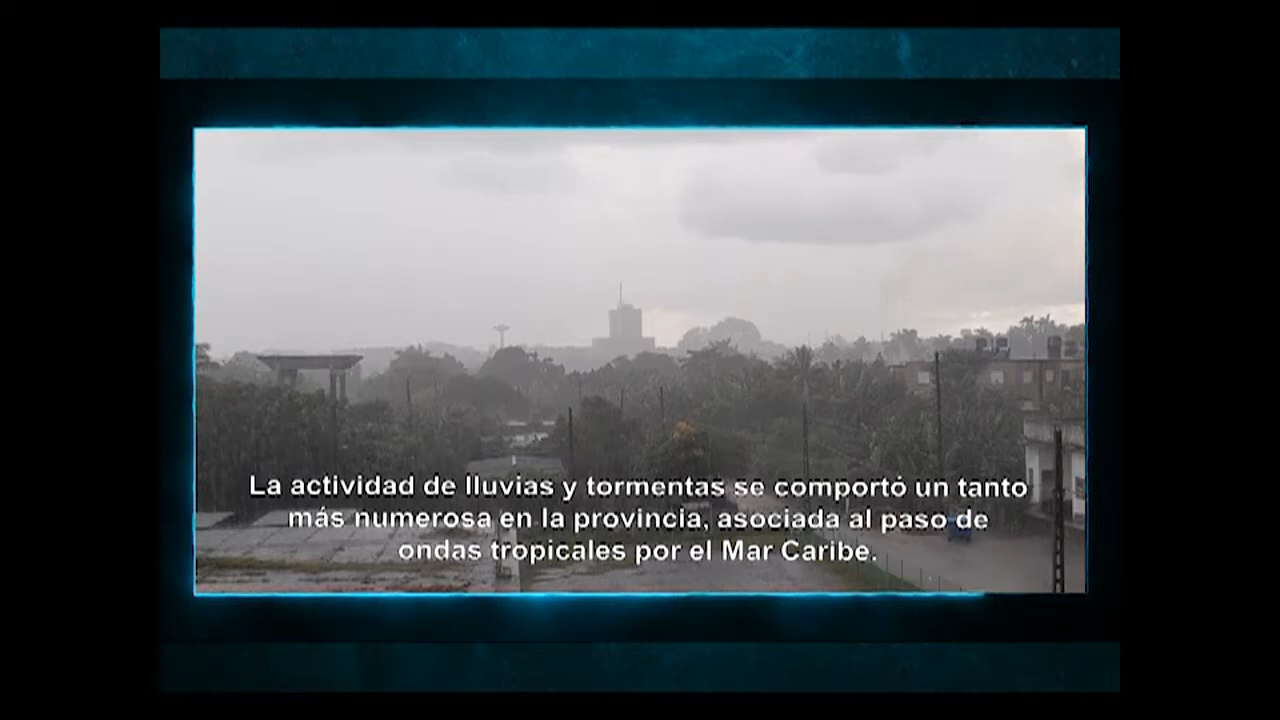 La actividad de lluvias y tormentas se comportó un tanto
más numerosa en la provincia, asociada al paso de
ondas tropicales por el Mar Caribe.